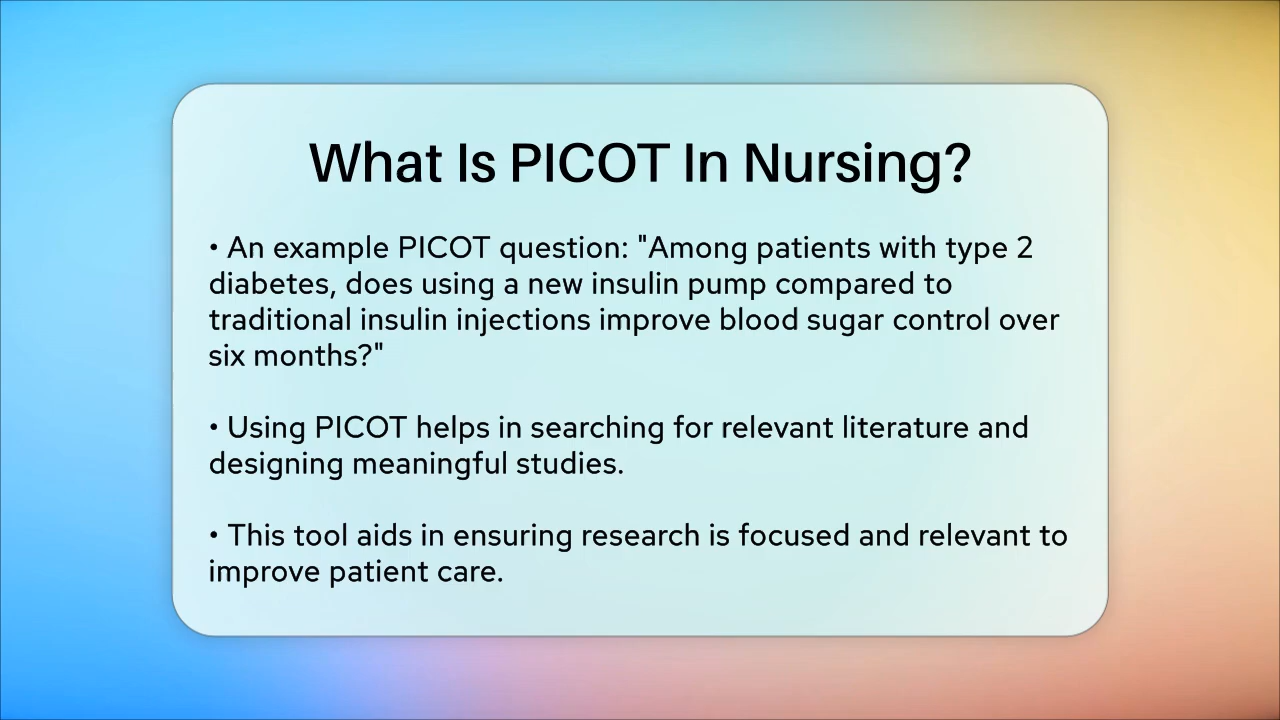 What Is PICOT In Nursing?
• An example PICOT question: "Among patients with type 2
diabetes, does using a new insulin pump compared to
traditional insulin injections improve blood sugar control over
six months?"
• Using PICOT helps in searching for relevant literature and
designing meaningful studies.
• This tool aids in ensuring research is focused and relevant to
improve patient care.